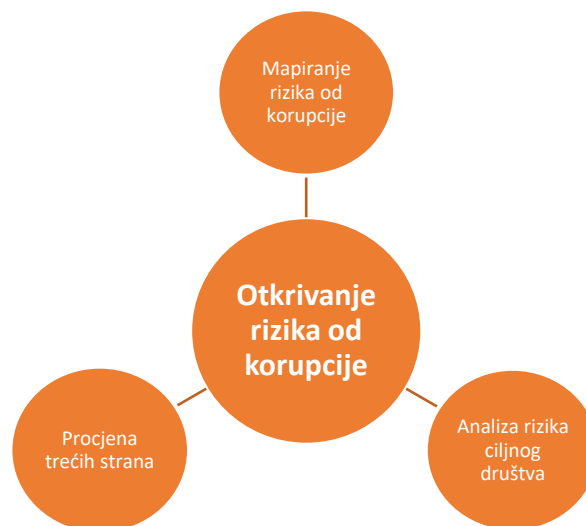 Mapiranje
rizika od
korupcije
Otkrivanje
rizika od
korupcije
Procjena
trećih strana
Analiza rizika
ciljnog
društva